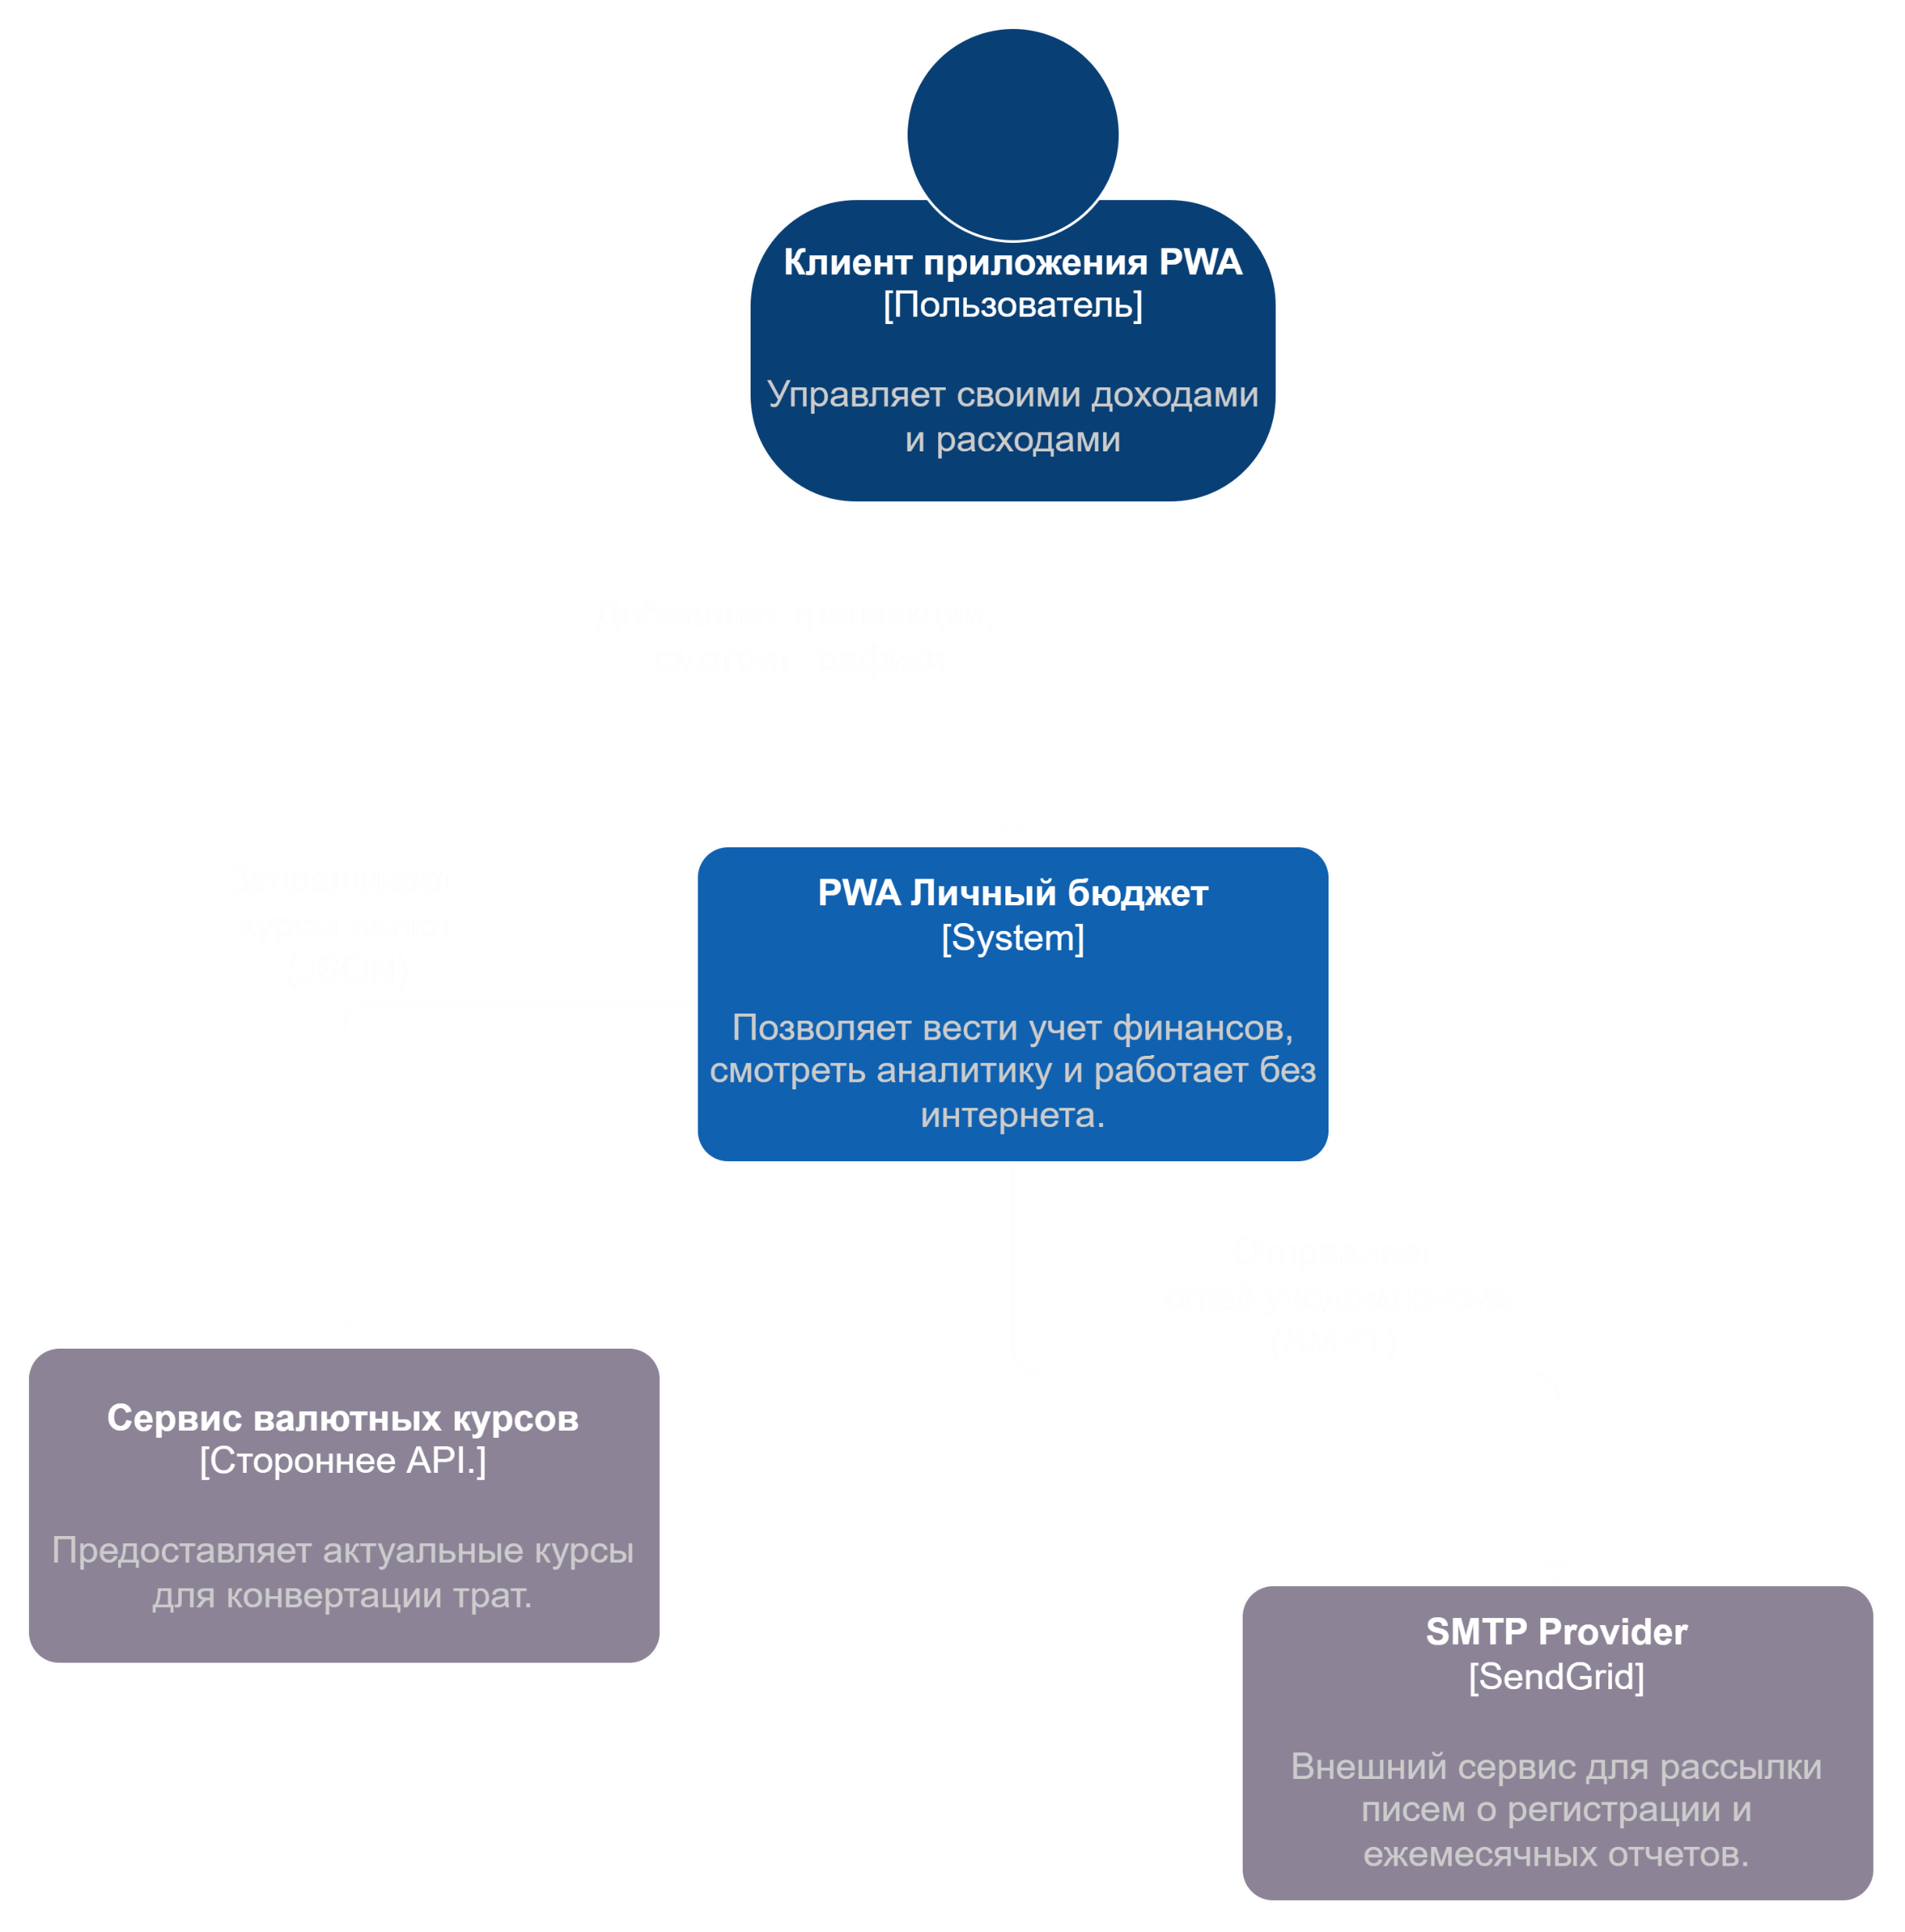 Клиент приложения PWA
[Пользователь]
Управляет своими доходами
и расходами
PWA Личный бюджет
[System]
Позволяет вести учет финансов,
смотреть аналитику и работает без
интернета.
Сервис валютных курсов
[Стороннее API.]
Предоставляет актуальные курсы
для конвертации трат.
SMTP Provider
[SendGrid]
Внешний сервис для рассылки
писем о регистрации и
ежемесячных отчетов.